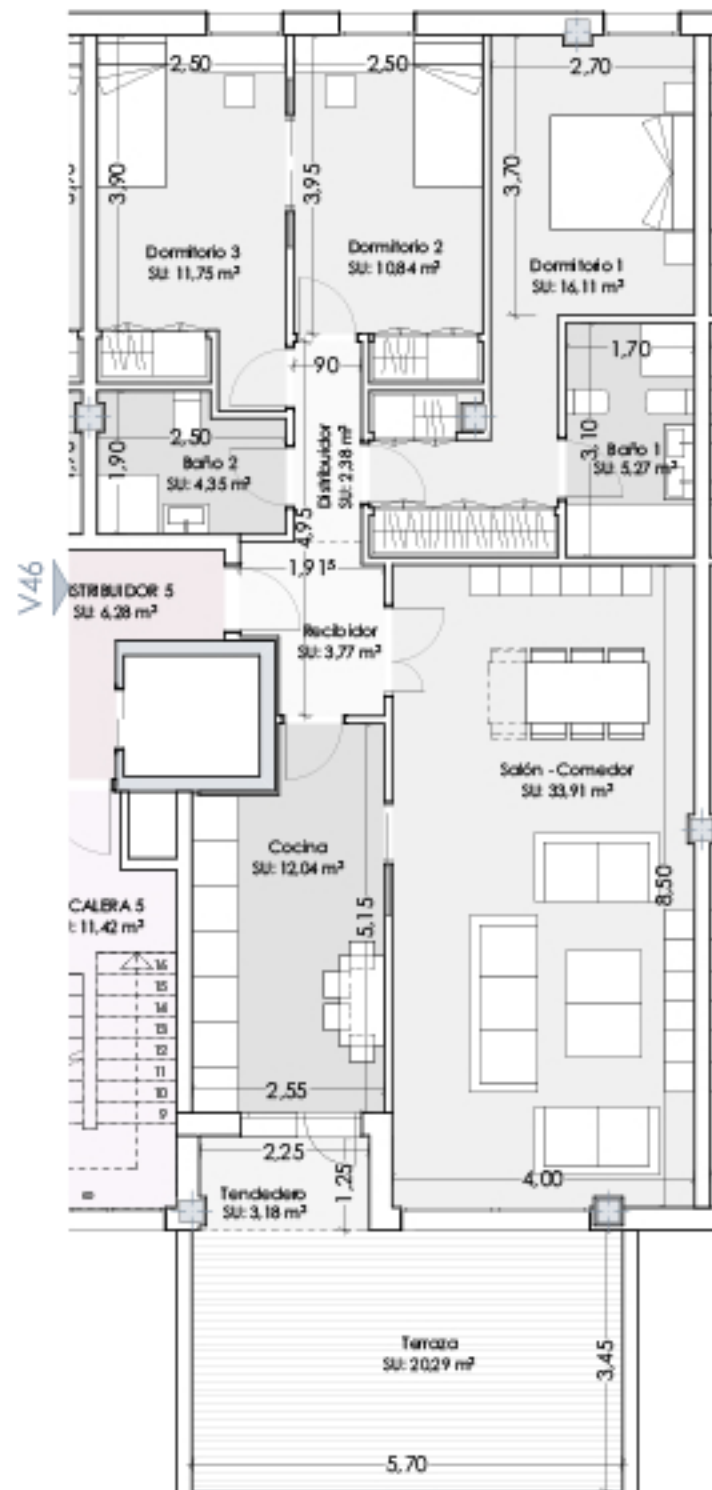 2,50
2,50
2,70
3,90
3,95
3,70
Dormitorio 3
SU: 11,75 m²
Dormitorio 2
SU: 10,84 m²
Dormitorio 1
SU: 16,11 m²
90
1,70
2,50
1,90
Baño 2
SU: 4,35 m²
Distribuidor
SU: 2,38 m²
3,10
Baño 1
SU: 5,27 m²
4,95
1,91⁵
V46
ISTRIBUIDOR 5
SU: 6,28 m²
Recibidor
SU: 3,77 m²
Salón - Comedor
SU: 33,91 m²
Cocina
SU: 12,04 m²
8,50
5,15
CALERA 5
: 11,42 m²
16
15
14
13
12
11
10
9
2,55
2,25
1,25
4,00
Tendedero
SU: 3,18 m²
Terraza
SU: 20,29 m²
3,45
5,70